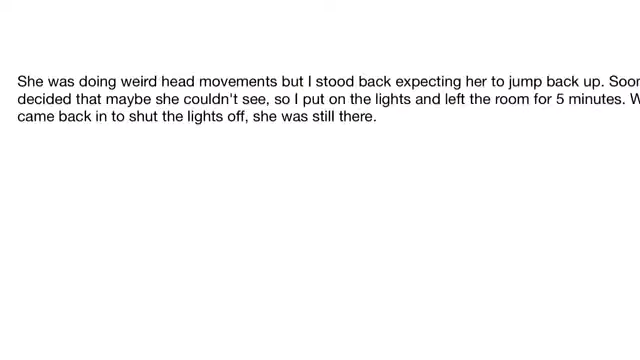 She was doing weird head movements but I stood back expecting her to jump back up.
decided that maybe she couldn't see, so I put on the lights and left the room for 5 minutes.
came back in to shut the lights off, she was still there.